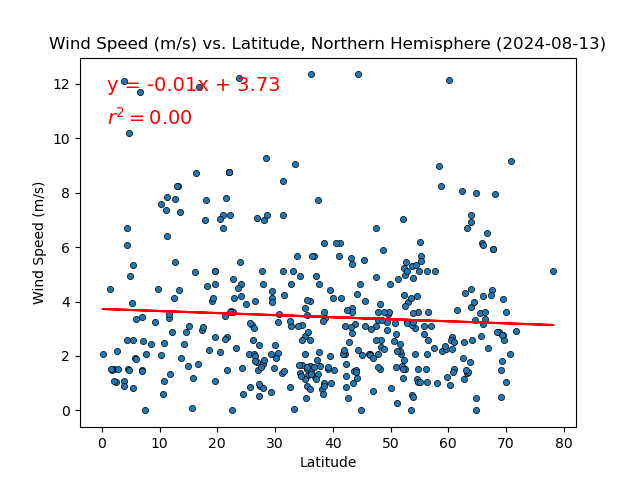 Wind Speed (m/s) vs. Latitude, Northern Hemisphere (2024-08-13)
y = -0.01x + 3.73
r² = 0.00
Wind Speed (m/s)
12
10
8
6
4
2
0
0 10 20 30 40 50 60 70 80
Latitude